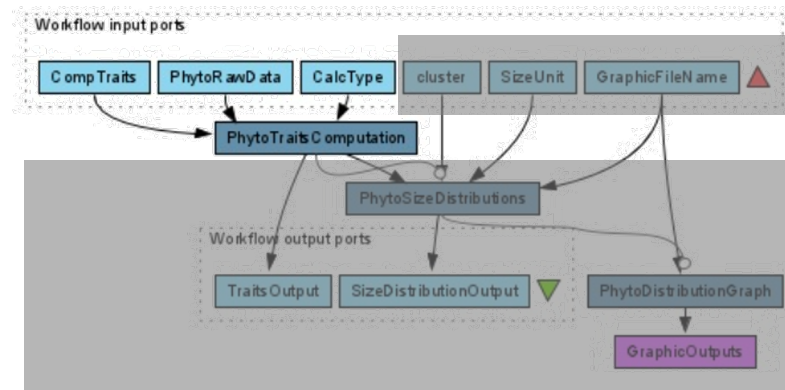 Workflow input ports
CompTraits PhytoRawData CalcType cluster SizeUnit GraphicFileName
PhytoTraitsComputation
PhytoSizeDistributions
Workflow output ports
TraitsOutput SizeDistributionOutput PhytoDistributionGraph
GraphicOutputs